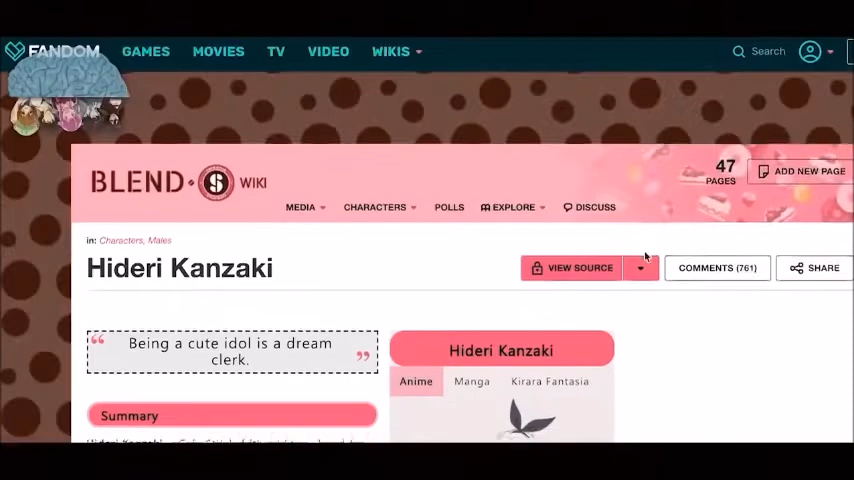 FANDOM GAMES MOVIES TV VIDEO WIKIS Search
BLEND S WIKI
47 PAGES
ADD NEW PAGE
MEDIA CHARACTERS POLLS EXPLORE DISCUSS
in: Characters, Males
Hideri Kanzaki
VIEW SOURCE COMMENTS (761) SHARE
“ Being a cute idol is a dream
clerk. ”
Hideri Kanzaki
Anime Manga Kirara Fantasia
Summary
Hideri Kanzaki